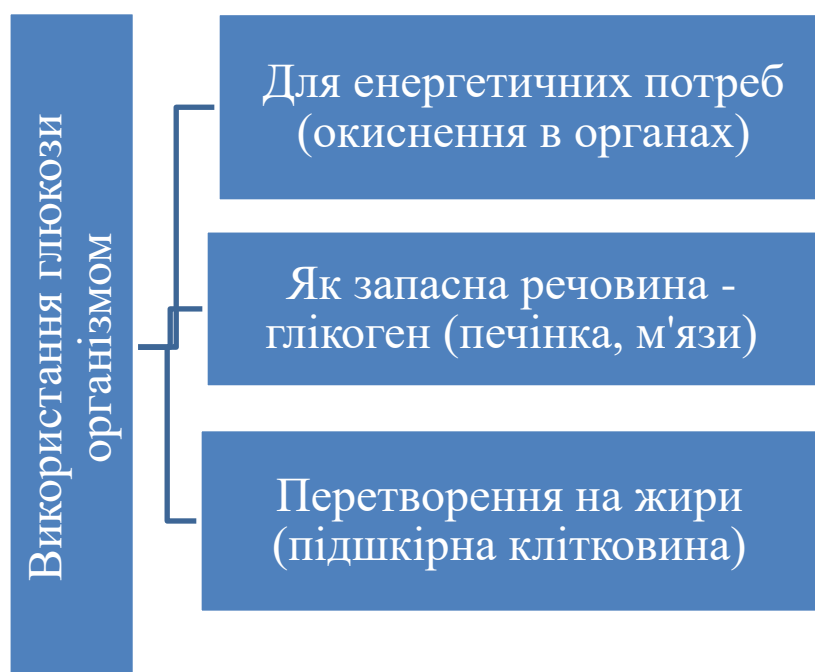 Використання глюкози
організмом
Для енергетичних потреб
(окиснення в органах)
Як запасна речовина -
глікоген (печінка, м'язи)
Перетворення на жири
(підшкірна клітковина)